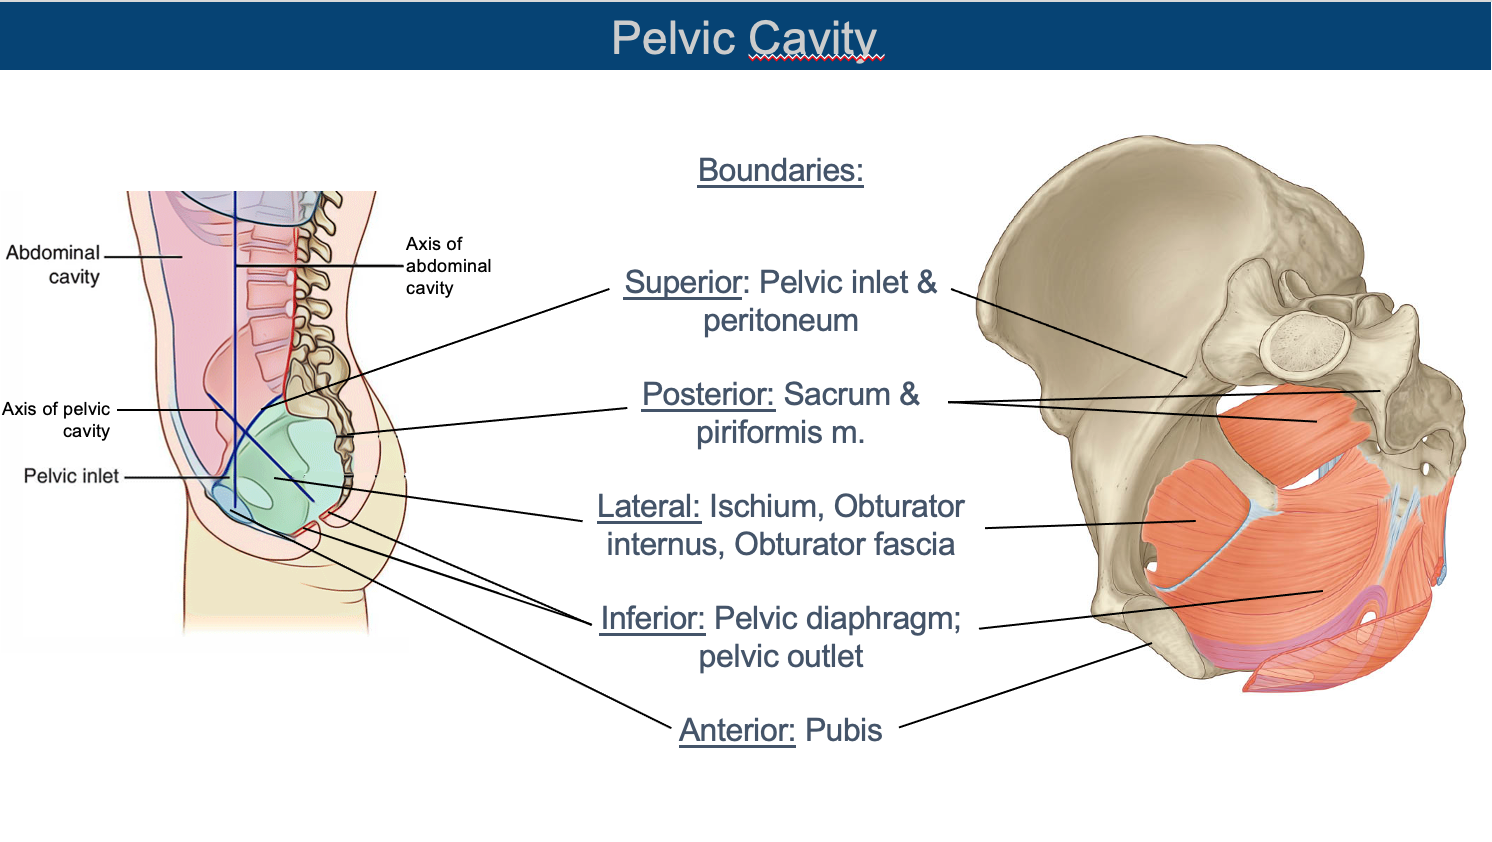 Pelvic Cavity
Boundaries:
Abdominal
cavity
Axis of
abdominal
cavity
Superior: Pelvic inlet &
peritoneum
Axis of pelvic
cavity
Posterior: Sacrum &
piriformis m.
Pelvic inlet
Lateral: Ischium, Obturator
internus, Obturator fascia
Inferior: Pelvic diaphragm;
pelvic outlet
Anterior: Pubis